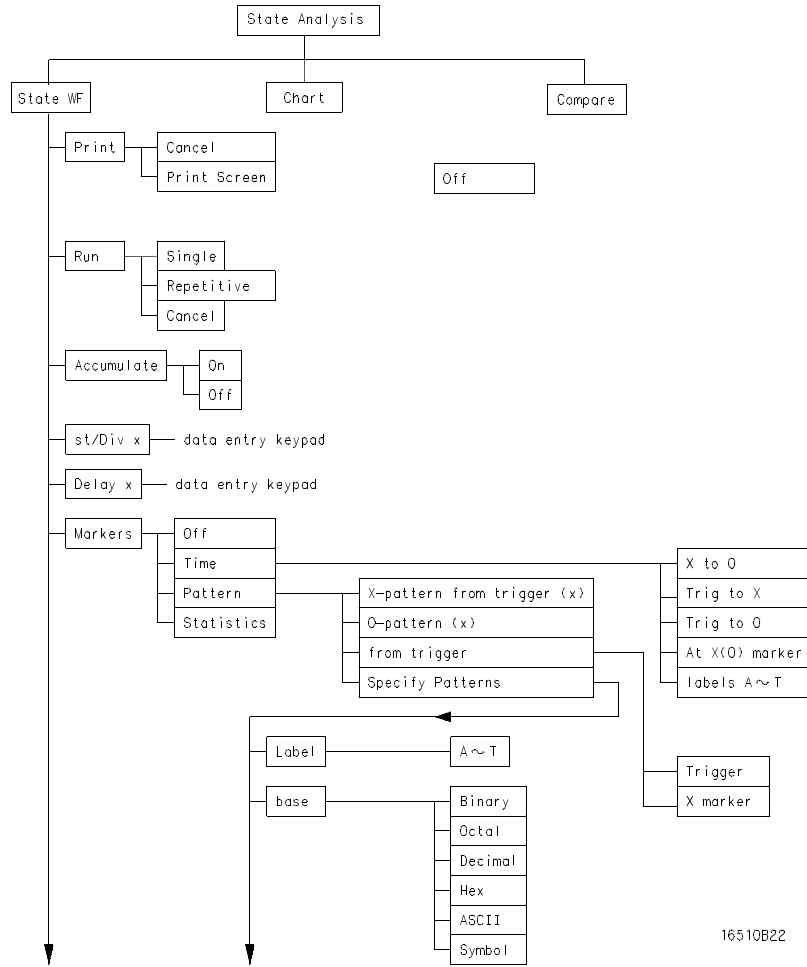 State Analysis
State WF
Chart
Compare
Print
Cancel
Print Screen
Off
Run
Single
Repetitive
Cancel
Accumulate
On
Off
st/Div x
data entry keypad
Delay x
data entry keypad
Markers
Off
Time
Pattern
Statistics
X to O
Trig to X
Trig to O
At X(O) marker
labels A~T
X-pattern from trigger (x)
O-pattern (x)
from trigger
Specify Patterns
Trigger
X marker
Label
A~T
base
Binary
Octal
Decimal
Hex
ASCII
Symbol
16510B22